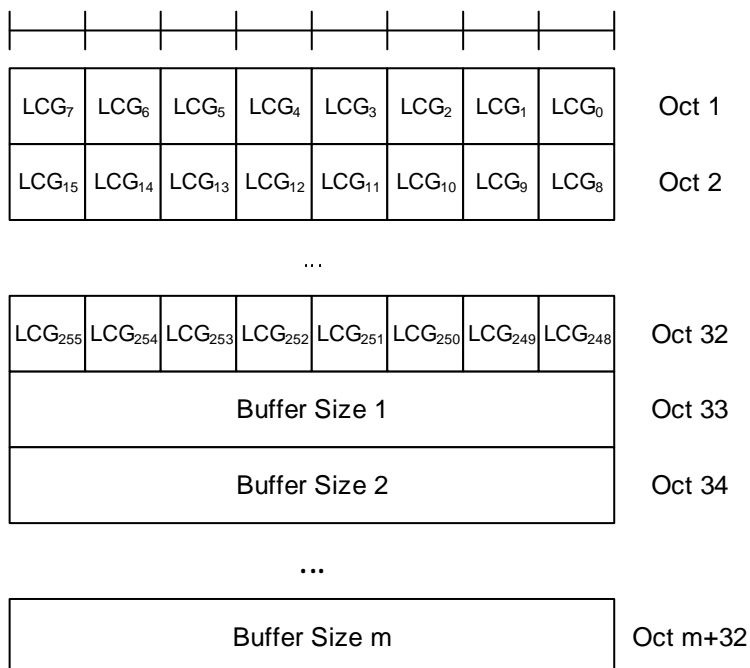 LCG7 LCG6 LCG5 LCG4 LCG3 LCG2 LCG1 LCG0 Oct 1
LCG15 LCG14 LCG13 LCG12 LCG11 LCG10 LCG9 LCG8 Oct 2
...
LCG255 LCG254 LCG253 LCG252 LCG251 LCG250 LCG249 LCG248 Oct 32
Buffer Size 1 Oct 33
Buffer Size 2 Oct 34
...
Buffer Size m Oct m+32